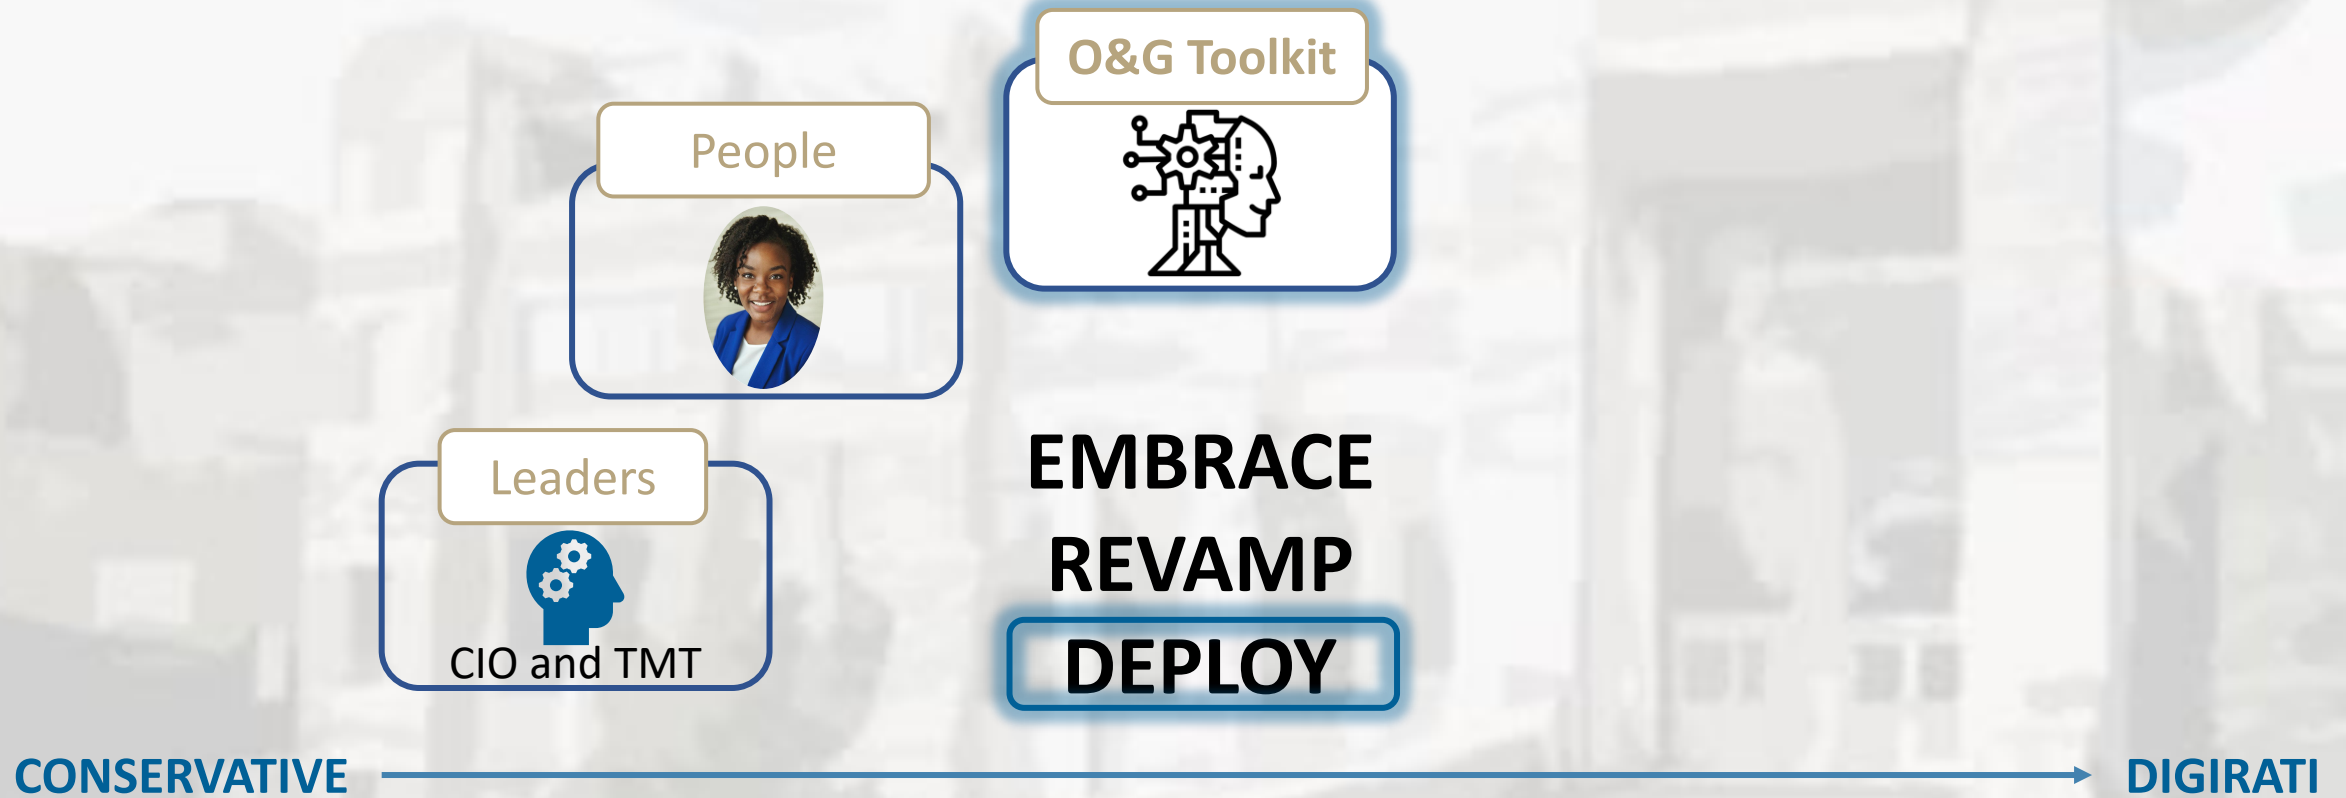 O&G Toolkit
People
Leaders
CIO and TMT
EMBRACE
REVAMP
DEPLOY
CONSERVATIVE
DIGIRATI